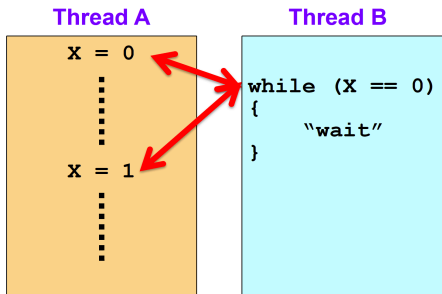 Thread A
Thread B
X = 0
X = 1
while (X == 0)
{
“wait”
}